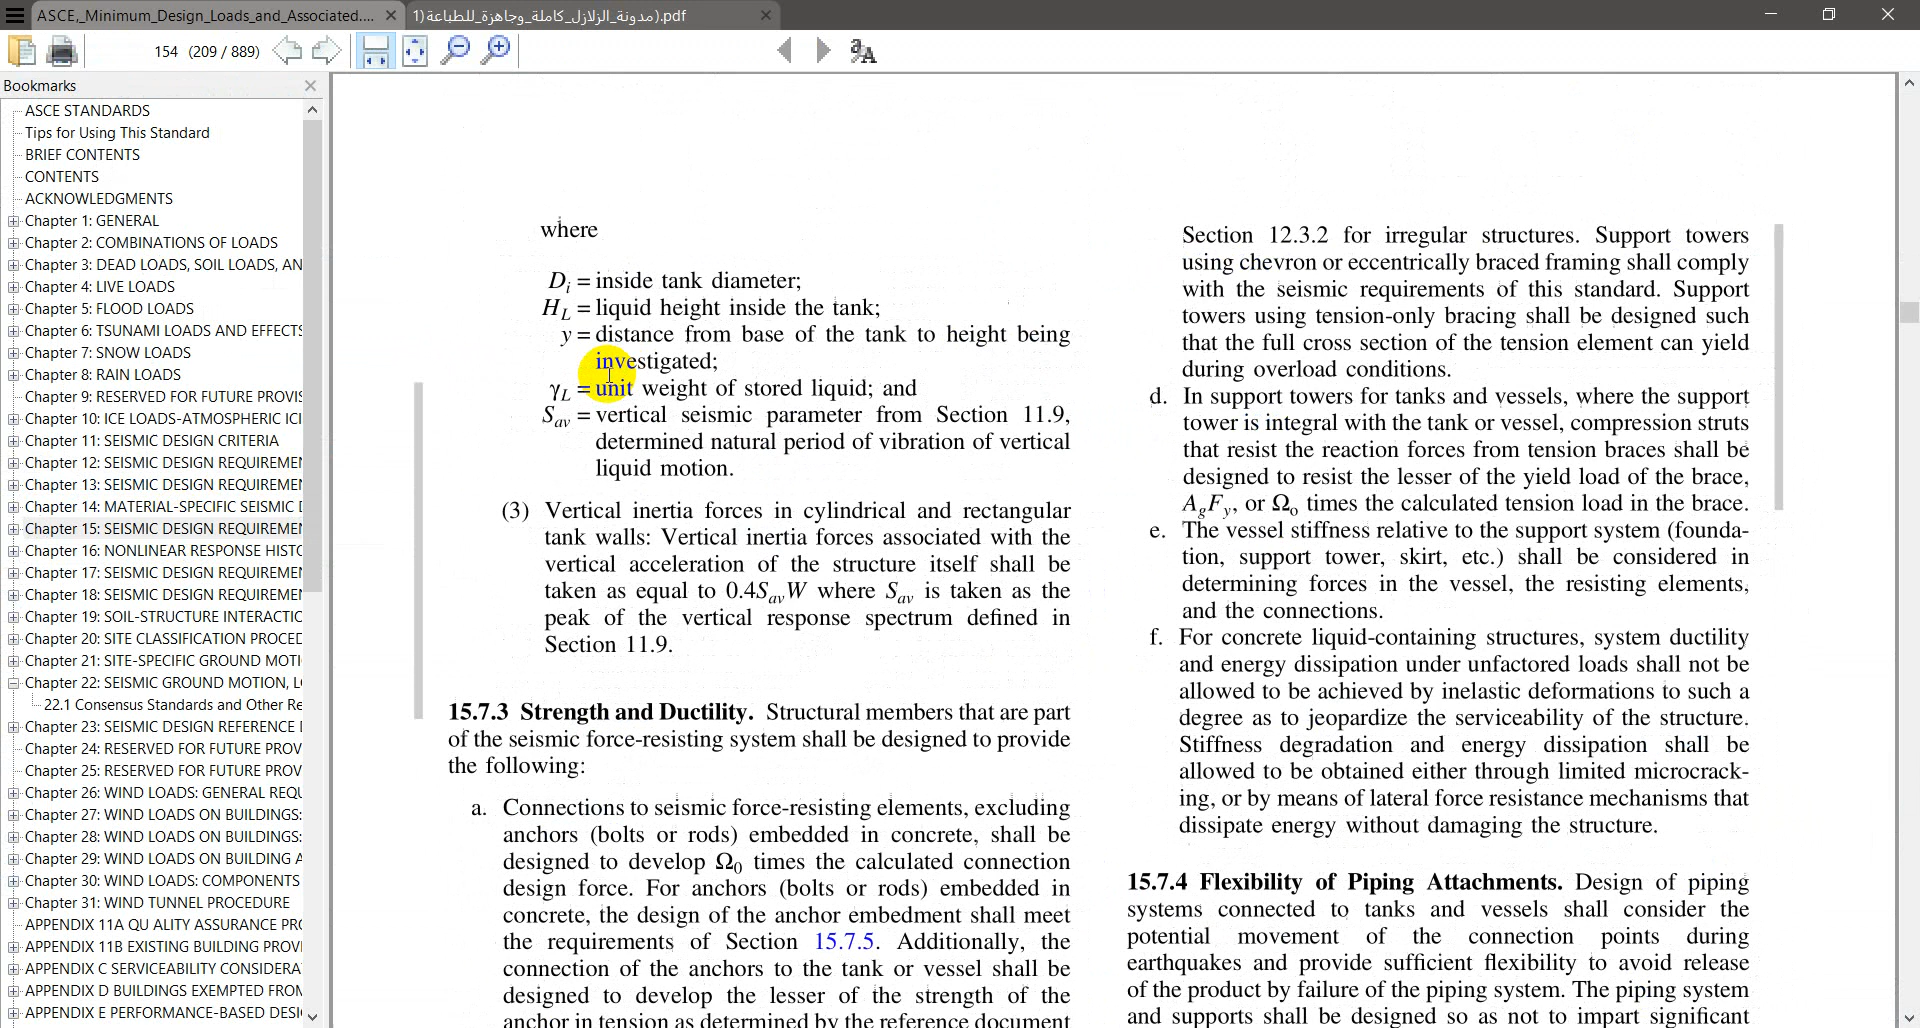 ASCE,_Minimum_Design_Loads_and_Associated....
1)مدونة_الزلازل_كاملة_وجاهزة_للطباعة).pdf
154 (209 / 889)
Bookmarks
ASCE STANDARDS
Tips for Using This Standard
BRIEF CONTENTS
CONTENTS
ACKNOWLEDGMENTS
Chapter 1: GENERAL
Chapter 2: COMBINATIONS OF LOADS
Chapter 3: DEAD LOADS, SOIL LOADS, AN
Chapter 4: LIVE LOADS
Chapter 5: FLOOD LOADS
Chapter 6: TSUNAMI LOADS AND EFFECTS
Chapter 7: SNOW LOADS
Chapter 8: RAIN LOADS
Chapter 9: RESERVED FOR FUTURE PROVIS
Chapter 10: ICE LOADS-ATMOSPHERIC ICI
Chapter 11: SEISMIC DESIGN CRITERIA
Chapter 12: SEISMIC DESIGN REQUIREMEN
Chapter 13: SEISMIC DESIGN REQUIREMEN
Chapter 14: MATERIAL-SPECIFIC SEISMIC D
Chapter 15: SEISMIC DESIGN REQUIREMEN
Chapter 16: NONLINEAR RESPONSE HISTO
Chapter 17: SEISMIC DESIGN REQUIREMEN
Chapter 18: SEISMIC DESIGN REQUIREMEN
Chapter 19: SOIL-STRUCTURE INTERACTIO
Chapter 20: SITE CLASSIFICATION PROCED
Chapter 21: SITE-SPECIFIC GROUND MOTI
Chapter 22: SEISMIC GROUND MOTION, L
22.1 Consensus Standards and Other Re
Chapter 23: SEISMIC DESIGN REFERENCE
Chapter 24: RESERVED FOR FUTURE PROV
Chapter 25: RESERVED FOR FUTURE PROV
Chapter 26: WIND LOADS: GENERAL REQU
Chapter 27: WIND LOADS ON BUILDINGS:
Chapter 28: WIND LOADS ON BUILDINGS:
Chapter 29: WIND LOADS ON BUILDING A
Chapter 30: WIND LOADS: COMPONENTS
Chapter 31: WIND TUNNEL PROCEDURE
APPENDIX 11A QU ALITY ASSURANCE PRO
APPENDIX 11B EXISTING BUILDING PROVI
APPENDIX C SERVICEABILITY CONSIDERA
APPENDIX D BUILDINGS EXEMPTED FROM
APPENDIX E PERFORMANCE-BASED DESI
where
Di = inside tank diameter;
HL = liquid height inside the tank;
y = distance from base of the tank to height being
investigated;
γL = unit weight of stored liquid; and
Sav = vertical seismic parameter from Section 11.9,
determined natural period of vibration of vertical
liquid motion.
(3) Vertical inertia forces in cylindrical and rectangular
tank walls: Vertical inertia forces associated with the
vertical acceleration of the structure itself shall be
taken as equal to 0.4SavW where Sav is taken as the
peak of the vertical response spectrum defined in
Section 11.9.
15.7.3 Strength and Ductility. Structural members that are part
of the seismic force-resisting system shall be designed to provide
the following:
a. Connections to seismic force-resisting elements, excluding
anchors (bolts or rods) embedded in concrete, shall be
designed to develop Ω0 times the calculated connection
design force. For anchors (bolts or rods) embedded in
concrete, the design of the anchor embedment shall meet
the requirements of Section 15.7.5. Additionally, the
connection of the anchors to the tank or vessel shall be
designed to develop the lesser of the strength of the
anchor in tension as determined by the reference document
Section 12.3.2 for irregular structures. Support towers
using chevron or eccentrically braced framing shall comply
with the seismic requirements of this standard. Support
towers using tension-only bracing shall be designed such
that the full cross section of the tension element can yield
during overload conditions.
d. In support towers for tanks and vessels, where the support
tower is integral with the tank or vessel, compression struts
that resist the reaction forces from tension braces shall be
designed to resist the lesser of the yield load of the brace,
AgFy, or Ωo times the calculated tension load in the brace.
e. The vessel stiffness relative to the support system (founda-
tion, support tower, skirt, etc.) shall be considered in
determining forces in the vessel, the resisting elements,
and the connections.
f. For concrete liquid-containing structures, system ductility
and energy dissipation under unfactored loads shall not be
allowed to be achieved by inelastic deformations to such a
degree as to jeopardize the serviceability of the structure.
Stiffness degradation and energy dissipation shall be
allowed to be obtained either through limited microcrack-
ing, or by means of lateral force resistance mechanisms that
dissipate energy without damaging the structure.
15.7.4 Flexibility of Piping Attachments. Design of piping
systems connected to tanks and vessels shall consider the
potential movement of the connection points during
earthquakes and provide sufficient flexibility to avoid release
of the product by failure of the piping system. The piping system
and supports shall be designed so as not to impart significant